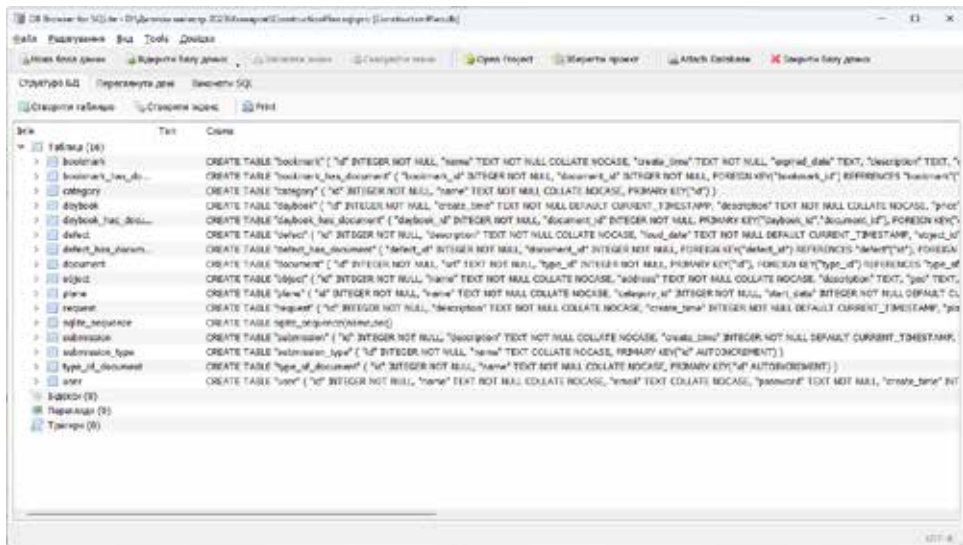 DB Browser for SQLite - D:\Диплом магистр 2023\Комаров\ConstructionPlan.sqbpro [ConstructionPlan.db]
Файл Редагування Вид Tools Довідка
Нова база даних Відкрити базу даних Open Project Зберегти проект Attach Database Закрити базу даних
Структура БД Переглянути дані Виконати SQL
Створити таблицю Створити індекс Print
Ім'я Тип Схема
Таблиці (16)
bookmark CREATE TABLE "bookmark" ( "id" INTEGER NOT NULL, "name" TEXT NOT NULL COLLATE NOCASE, "create_time" TEXT NOT NULL, "expired_date" TEXT, "description" TEXT,
bookmark_has_do... CREATE TABLE "bookmark_has_document" ( "bookmark_id" INTEGER NOT NULL, "document_id" INTEGER NOT NULL, FOREIGN KEY("bookmark_id") REFERENCES "bookmark"("
category CREATE TABLE "category" ( "id" INTEGER NOT NULL, "name" TEXT NOT NULL COLLATE NOCASE, PRIMARY KEY("id") )
daybook CREATE TABLE "daybook" ( "id" INTEGER NOT NULL, "create_time" TEXT NOT NULL DEFAULT CURRENT_TIMESTAMP, "description" TEXT NOT NULL COLLATE NOCASE, "price"
daybook_has_docu... CREATE TABLE "daybook_has_document" ( "daybook_id" INTEGER NOT NULL, "document_id" INTEGER NOT NULL, PRIMARY KEY("daybook_id","document_id"), FOREIGN KEY("
defect CREATE TABLE "defect" ( "id" INTEGER NOT NULL, "description" TEXT NOT NULL COLLATE NOCASE, "foud_date" TEXT NOT NULL DEFAULT CURRENT_TIMESTAMP, "object_id"
defect_has_docum... CREATE TABLE "defect_has_document" ( "defect_id" INTEGER NOT NULL, "document_id" INTEGER NOT NULL, FOREIGN KEY("defect_id") REFERENCES "defect"("id"), FOREIGN
document CREATE TABLE "document" ( "id" INTEGER NOT NULL, "url" TEXT NOT NULL, "type_id" INTEGER NOT NULL, PRIMARY KEY("id"), FOREIGN KEY("type_id") REFERENCES "type_of
object CREATE TABLE "object" ( "id" INTEGER NOT NULL, "name" TEXT NOT NULL COLLATE NOCASE, "address" TEXT NOT NULL COLLATE NOCASE, "description" TEXT, "geo" TEXT,
plane CREATE TABLE "plane" ( "id" INTEGER NOT NULL, "name" TEXT NOT NULL COLLATE NOCASE, "category_id" INTEGER NOT NULL, "start_date" INTEGER NOT NULL DEFAULT CU
request CREATE TABLE "request" ( "id" INTEGER NOT NULL, "description" TEXT NOT NULL COLLATE NOCASE, "create_time" INTEGER NOT NULL DEFAULT CURRENT_TIMESTAMP,
sqlite_sequence CREATE TABLE sqlite_sequence(name,seq)
submission CREATE TABLE "submission" ( "id" INTEGER NOT NULL, "description" TEXT NOT NULL COLLATE NOCASE, "create_time" INTEGER NOT NULL DEFAULT CURRENT_TIMESTAMP,
submission_type CREATE TABLE "submission_type" ( "id" INTEGER NOT NULL, "name" TEXT COLLATE NOCASE, PRIMARY KEY("id" AUTOINCREMENT) )
type_of_document CREATE TABLE "type_of_document" ( "id" INTEGER NOT NULL, "name" TEXT NOT NULL COLLATE NOCASE, PRIMARY KEY("id" AUTOINCREMENT) )
user CREATE TABLE "user" ( "id" INTEGER NOT NULL, "name" TEXT NOT NULL COLLATE NOCASE, "email" TEXT COLLATE NOCASE, "password" TEXT NOT NULL, "create_time" INT
Індекси (0)
Перегляди (0)
Тригери (0)